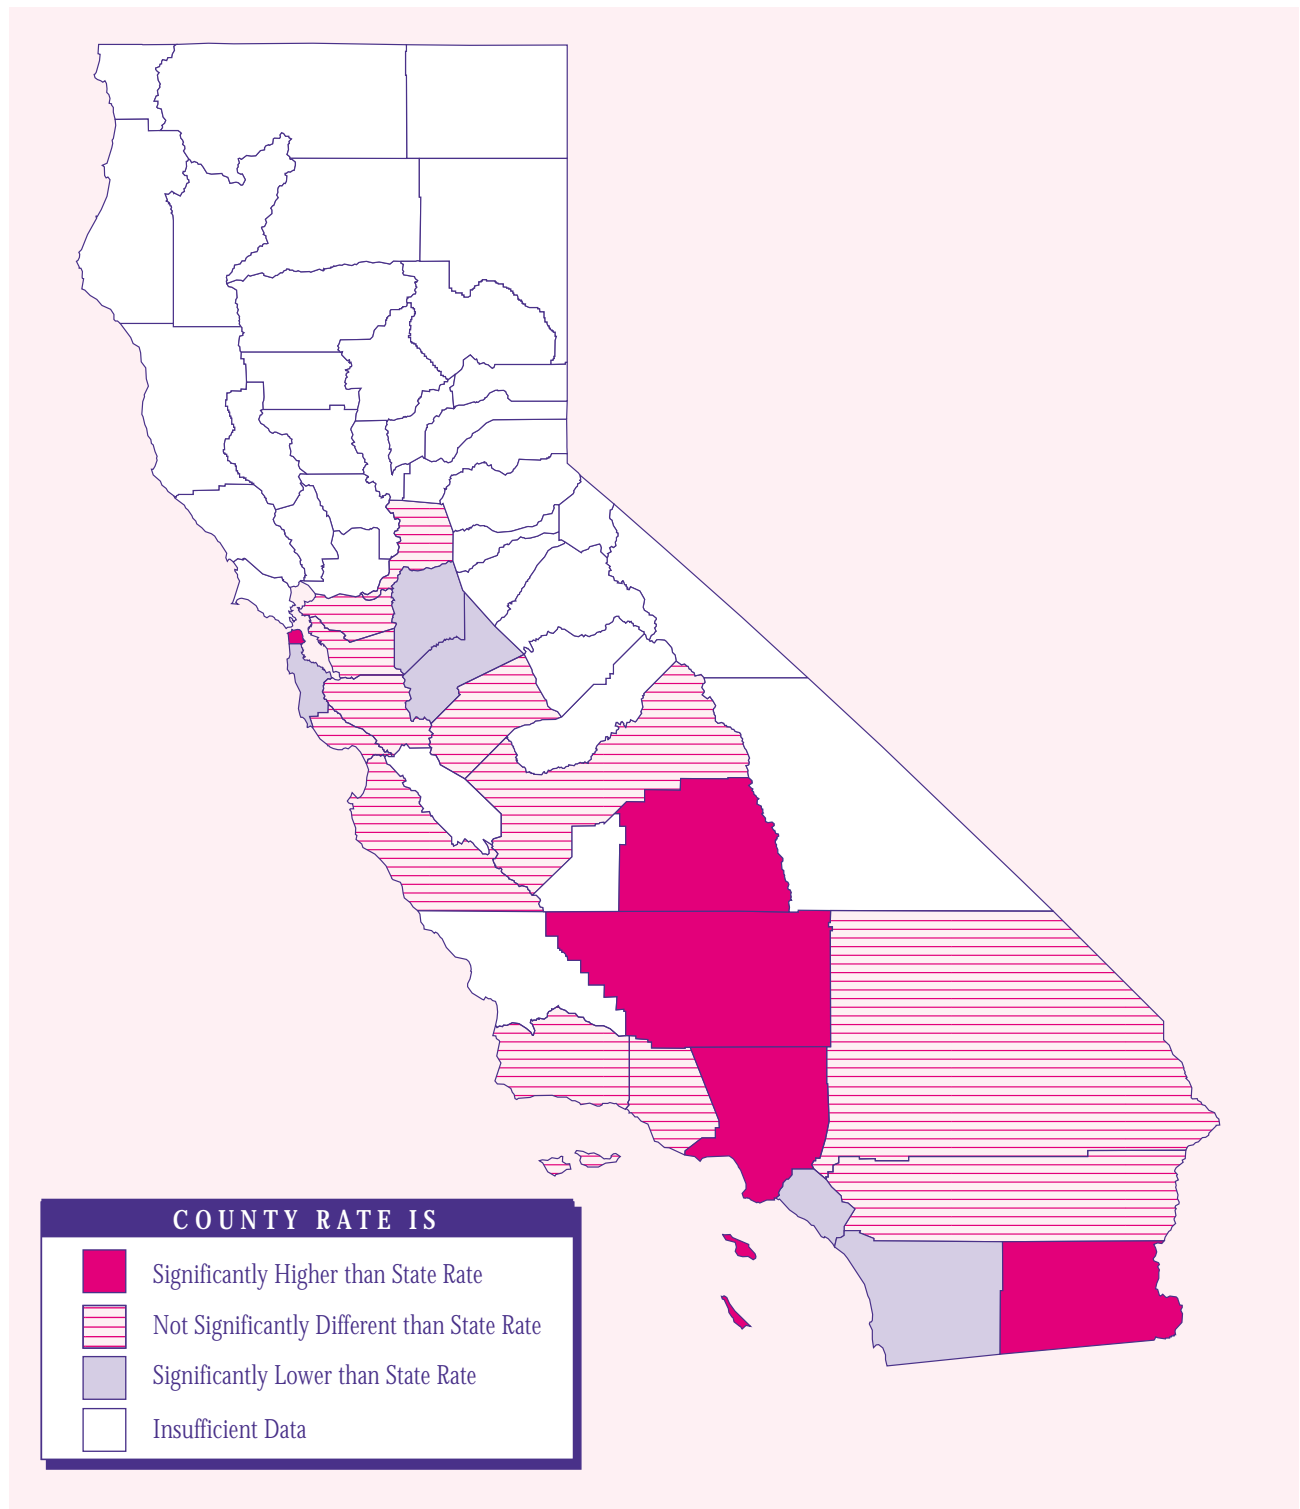 COUNTY RATE IS
Significantly Higher than State Rate
Not Significantly Different than State Rate
Significantly Lower than State Rate
Insufficient Data